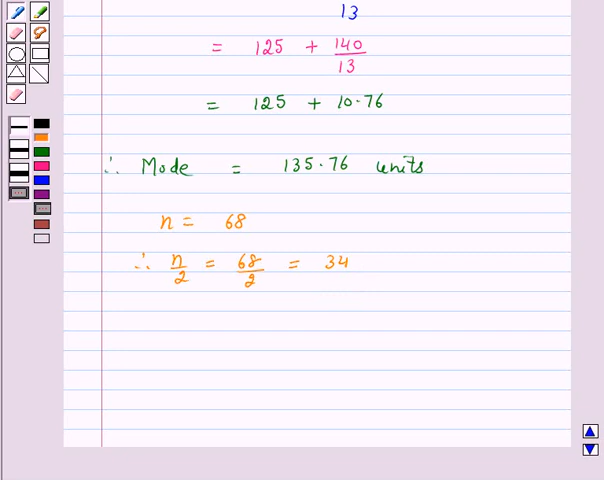 13
= 125 + 140/13
= 125 + 10.76
∴ Mode = 135.76 units
n = 68
∴ n/2 = 68/2 = 34